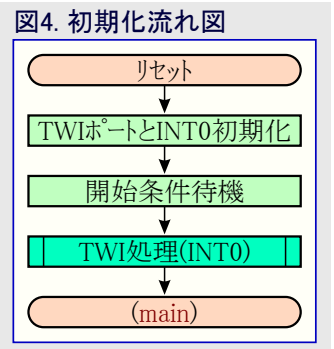 図4. 初期化流れ図
ﾘｾｯﾄ
TWIﾎﾟｰﾄとINT0初期化
開始条件待機
TWI処理(INT0)
(main)